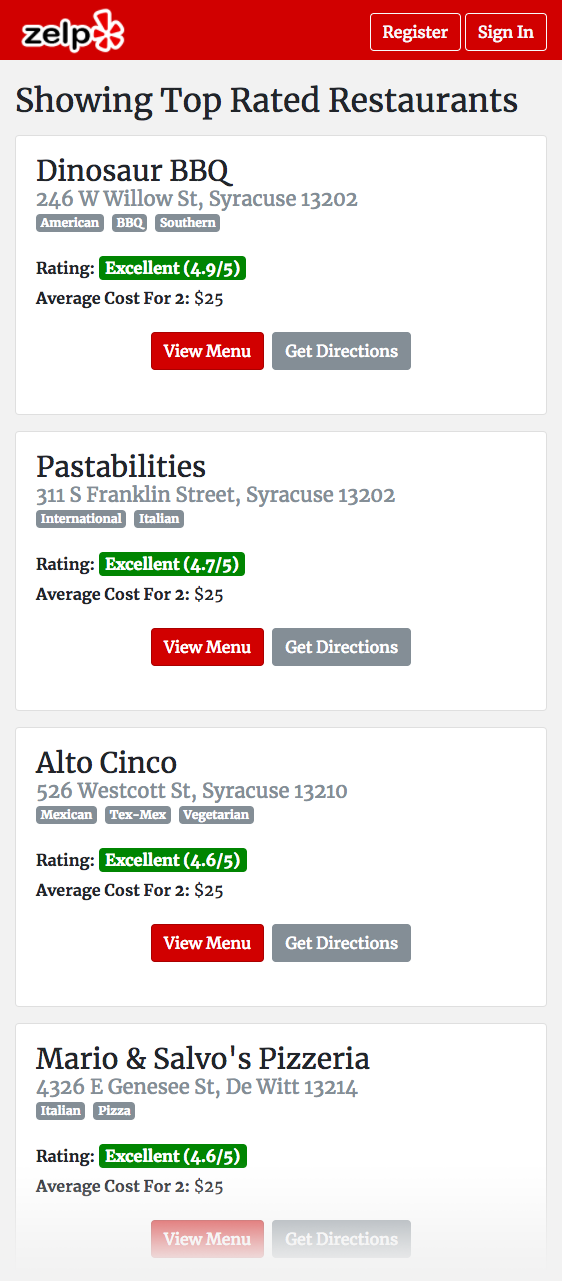 zelp
Register
Sign In
Showing Top Rated Restaurants
Dinosaur BBQ
246 W Willow St, Syracuse 13202
American BBQ Southern
Rating: Excellent (4.9/5)
Average Cost For 2: $25
View Menu Get Directions
Pastabilities
311 S Franklin Street, Syracuse 13202
International Italian
Rating: Excellent (4.7/5)
Average Cost For 2: $25
View Menu Get Directions
Alto Cinco
526 Westcott St, Syracuse 13210
Mexican Tex-Mex Vegetarian
Rating: Excellent (4.6/5)
Average Cost For 2: $25
View Menu Get Directions
Mario & Salvo's Pizzeria
4326 E Genesee St, De Witt 13214
Italian Pizza
Rating: Excellent (4.6/5)
Average Cost For 2: $25
View Menu Get Directions